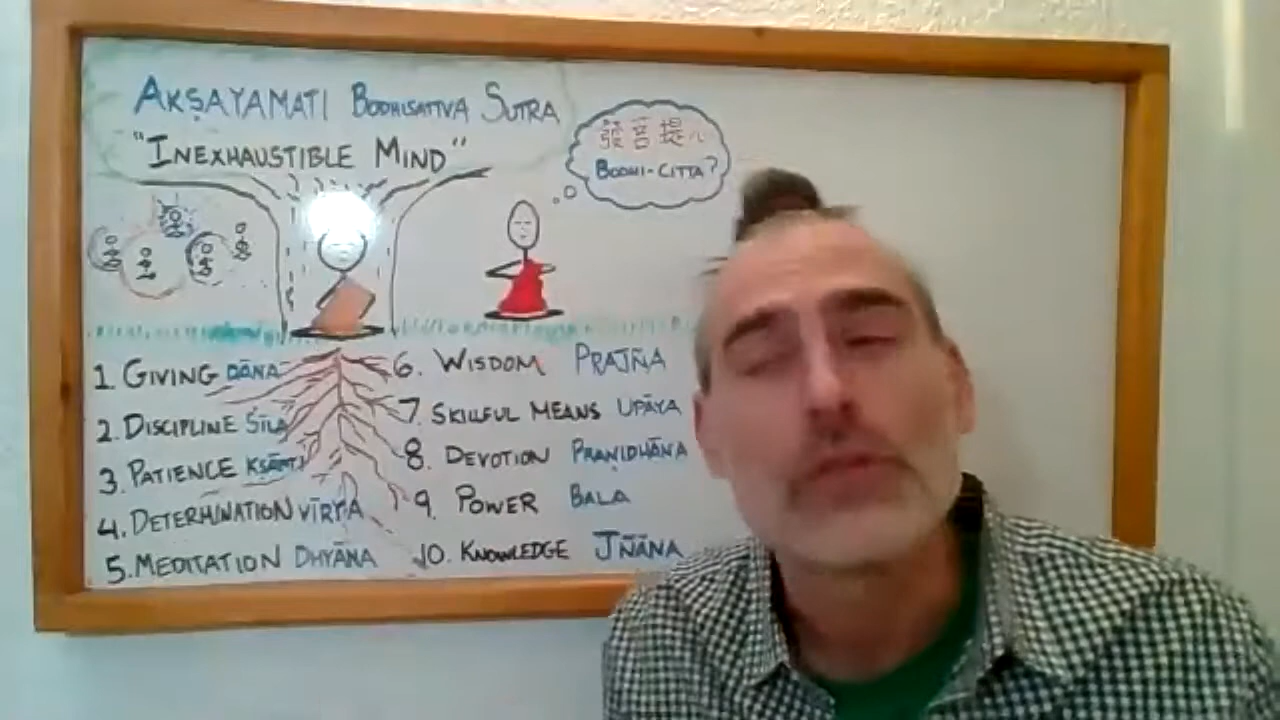 AKṢAYAMATI BODHISATTVA SUTRA
"INEXHAUSTIBLE MIND"
發菩提心
BODHI-CITTA?
1. GIVING DĀNA
2. DISCIPLINE ŚĪLA
3. PATIENCE KṢĀNTI
4. DETERMINATION VĪRYA
5. MEDITATION DHYĀNA
6. WISDOM PRAJÑA
7. SKILLFUL MEANS UPĀYA
8. DEVOTION PRAṆIDHĀNA
9. POWER BALA
10. KNOWLEDGE JÑĀNA